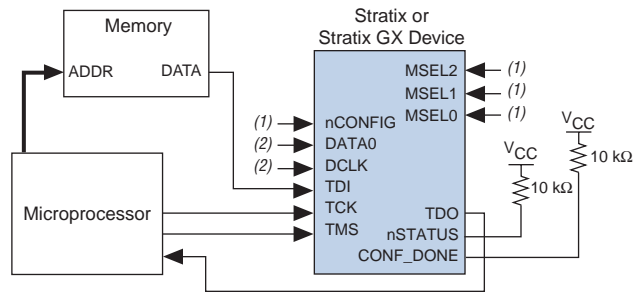 Stratix or
Stratix GX Device
Memory
ADDR
DATA
MSEL2
(1)
MSEL1
(1)
MSEL0
(1)
(1)
nCONFIG
(2)
DATA0
(2)
DCLK
TDI
TCK
TMS
Microprocessor
TDO
nSTATUS
CONF_DONE
VCC
10 kΩ
VCC
10 kΩ